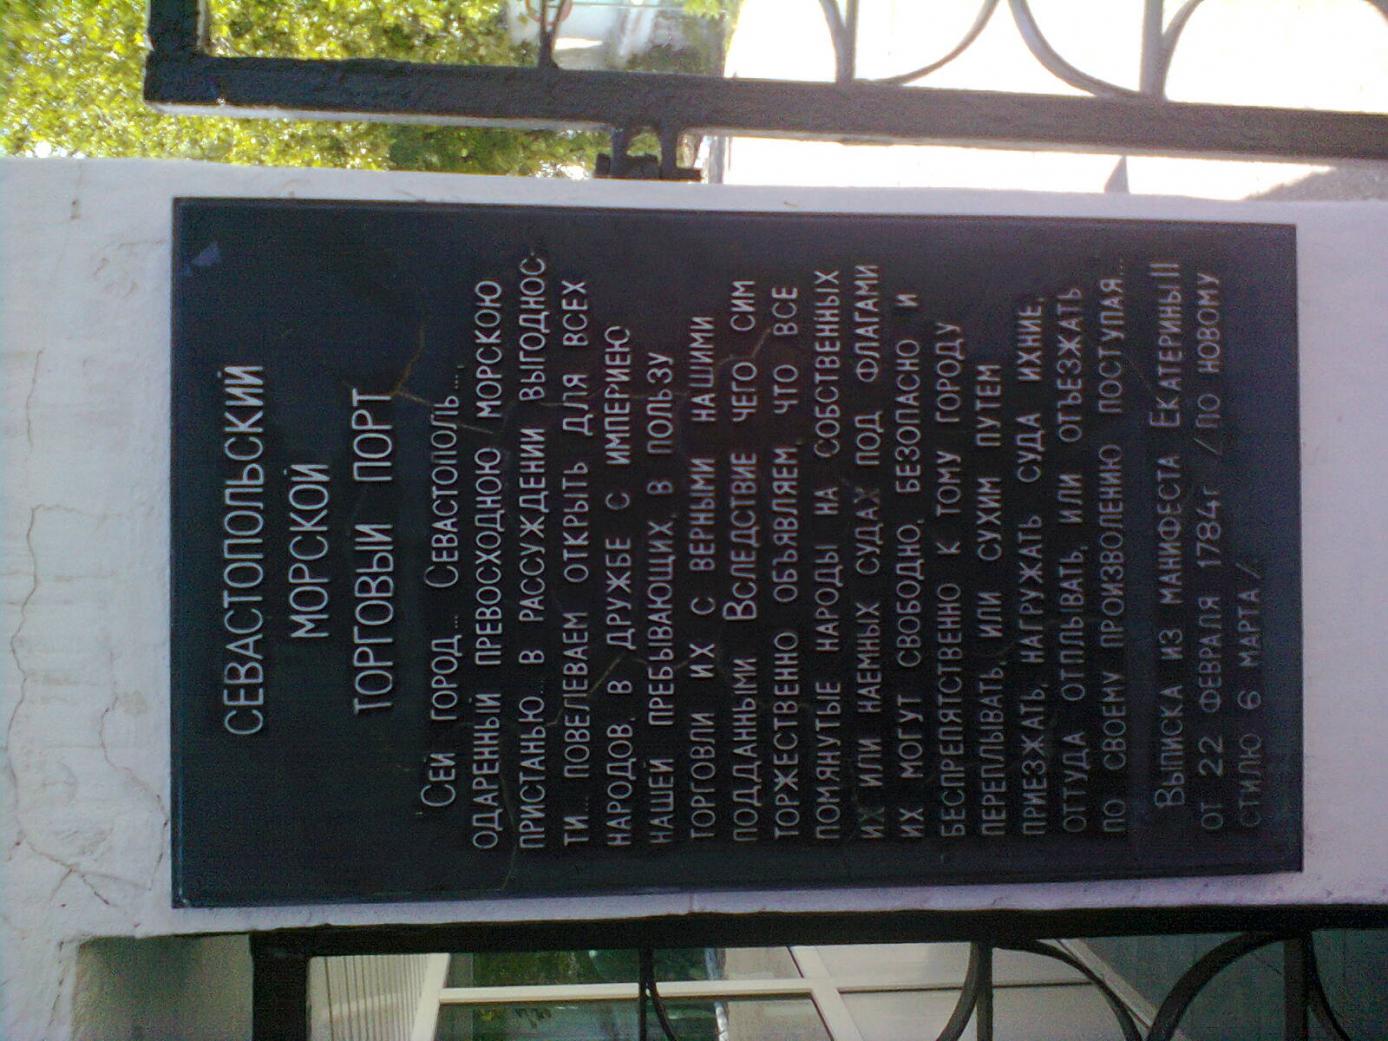 СЕВАСТОПОЛЬСКИЙ
МОРСКОЙ
ТОРГОВЫЙ ПОРТ
СЕЙ ГОРОД... СЕВАСТОПОЛЬ....,
ОДАРЕННЫЙ ПРЕВОСХОДНОЮ МОРСКОЮ
ПРИСТАНЬЮ... В РАССУЖДЕНИИ ВЫГОДНОС-
ТИ... ПОВЕЛЕВАЕМ ОТКРЫТЬ ДЛЯ ВСЕХ
НАРОДОВ, В ДРУЖБЕ С ИМПЕРИЕЮ
НАШЕЙ ПРЕБЫВАЮЩИХ, В ПОЛЬЗУ
ТОРГОВЛИ ИХ С ВЕРНЫМИ НАШИМИ
ПОДДАННЫМИ. ВСЛЕДСТВИЕ ЧЕГО СИМ
ТОРЖЕСТВЕННО ОБЪЯВЛЯЕМ, ЧТО ВСЕ
ПОМЯНУТЫЕ НАРОДЫ НА СОБСТВЕННЫХ
ИХ ИЛИ НАЕМНЫХ СУДАХ ПОД ФЛАГАМИ
ИХ МОГУТ СВОБОДНО, БЕЗОПАСНО И
БЕСПРЕПЯТСТВЕННО К ТОМУ ГОРОДУ
ПЕРЕПЛЫВАТЬ, ИЛИ СУХИМ ПУТЕМ
ПРИЕЗЖАТЬ, НАГРУЖАТЬ СУДА ИХНИЕ,
ОТТУДА ОТПЛЫВАТЬ, ИЛИ ОТЪЕЗЖАТЬ
ПО СВОЕМУ ПРОИЗВОЛЕНИЮ ПОСТУПАЯ...
ВЫПИСКА ИЗ МАНИФЕСТА ЕКАТЕРИНЫ II
ОТ 22 ФЕВРАЛЯ 1784г /ПО НОВОМУ
СТИЛЮ 6 МАРТА/